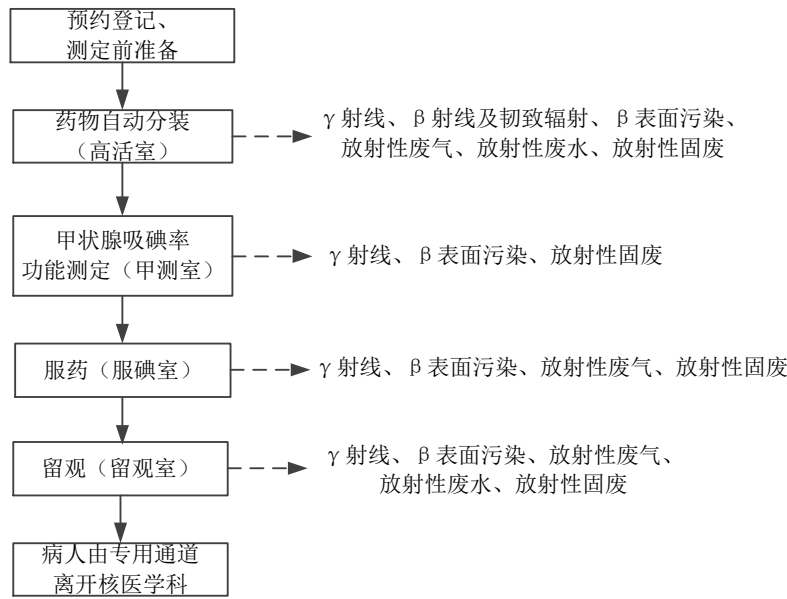 预约登记、
测定前准备
药物自动分装
（高活室）
γ射线、β射线及韧致辐射、β表面污染、
放射性废气、放射性废水、放射性固废
甲状腺吸碘率
功能测定（甲测室）
γ射线、β表面污染、放射性固废
服药（服碘室）
γ射线、β表面污染、放射性废气、放射性固废
留观（留观室）
γ射线、β表面污染、放射性废气、
放射性废水、放射性固废
病人由专用通道
离开核医学科